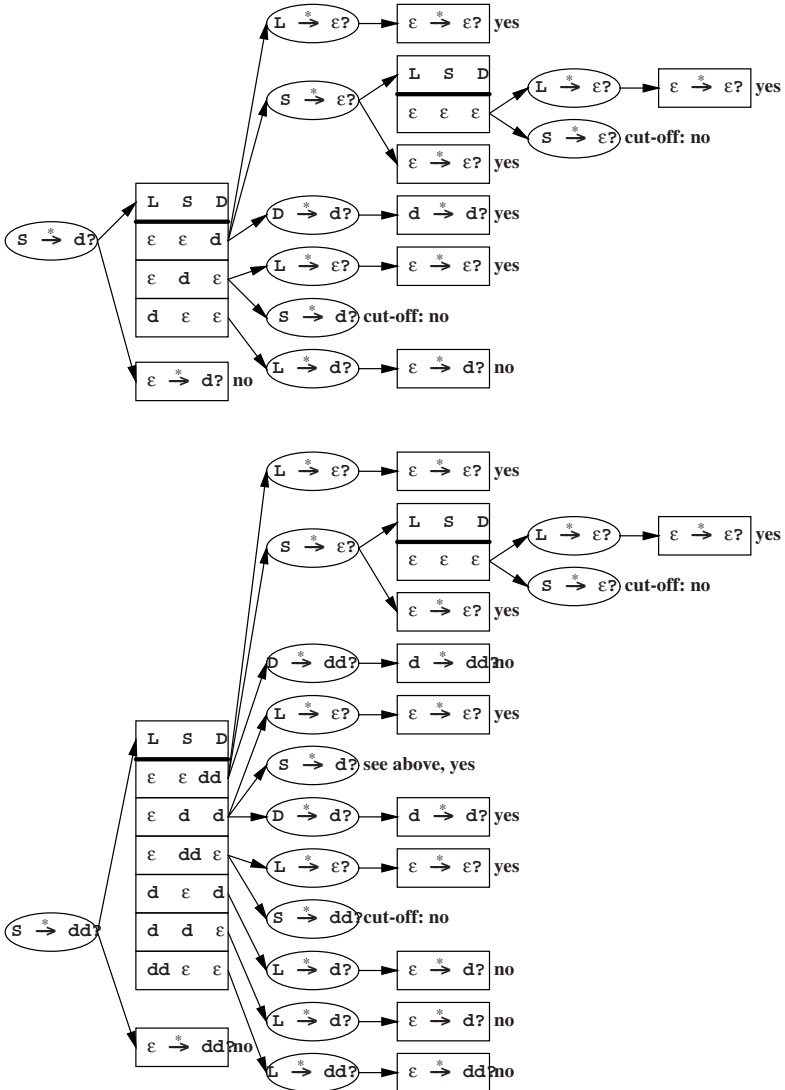 L →* ε? ε →* ε? yes
L S D
L →* ε? ε →* ε? yes
S →* ε?
ε ε ε
S →* ε? cut-off: no
ε →* ε? yes
L S D
D →* d? d →* d? yes
S →* d?
ε ε d
L →* ε? ε →* ε? yes
ε d ε
S →* d? cut-off: no
d ε ε
L →* d? ε →* d? no
ε →* d? no
L →* ε? ε →* ε? yes
L S D
L →* ε? ε →* ε? yes
S →* ε?
ε ε ε
S →* ε? cut-off: no
ε →* ε? yes
D →* dd? d →* dd? no
L →* ε? ε →* ε? yes
L S D
S →* d? see above, yes
ε ε dd
ε d d
D →* d? d →* d? yes
ε dd ε
L →* ε? ε →* ε? yes
d ε d
S →* dd? cut-off: no
S →* dd?
d d ε
dd ε ε
L →* d? ε →* d? no
L →* d? ε →* d? no
ε →* dd? no
L →* dd? ε →* dd? no